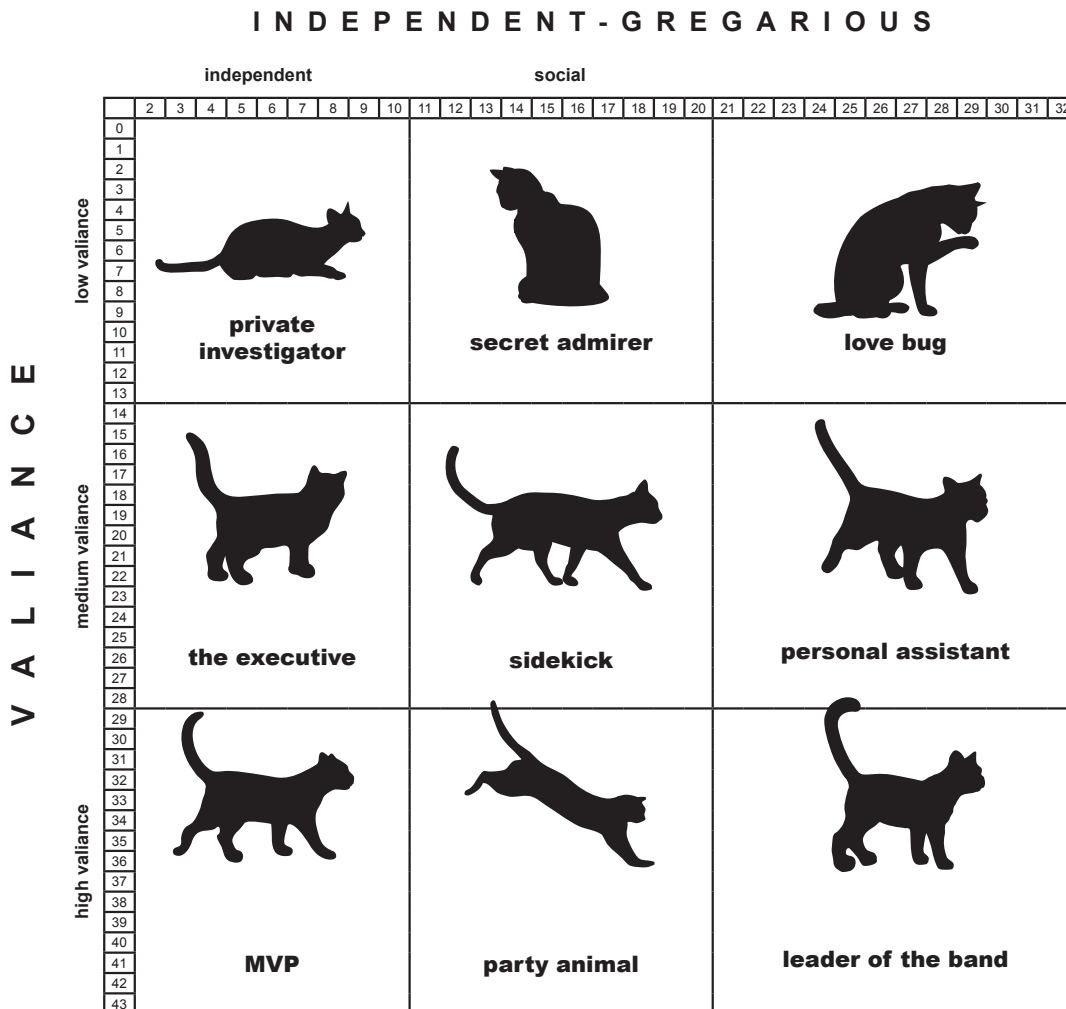 INDEPENDENT-GREGARIOUS
independent social
2 3 4 5 6 7 8 9 10 11 12 13 14 15 16 17 18 19 20 21 22 23 24 25 26 27 28 29 30 31 32
0
1
2
3
4
5
6
7
8
9
10
11
12
13
low valiance
private
investigator
secret admirer
love bug
VALIANCE
14
15
16
17
18
19
20
21
22
23
24
25
26
27
28
medium valiance
the executive
sidekick
personal assistant
29
30
31
32
33
34
35
36
37
38
39
40
41
42
43
high valiance
MVP
party animal
leader of the band